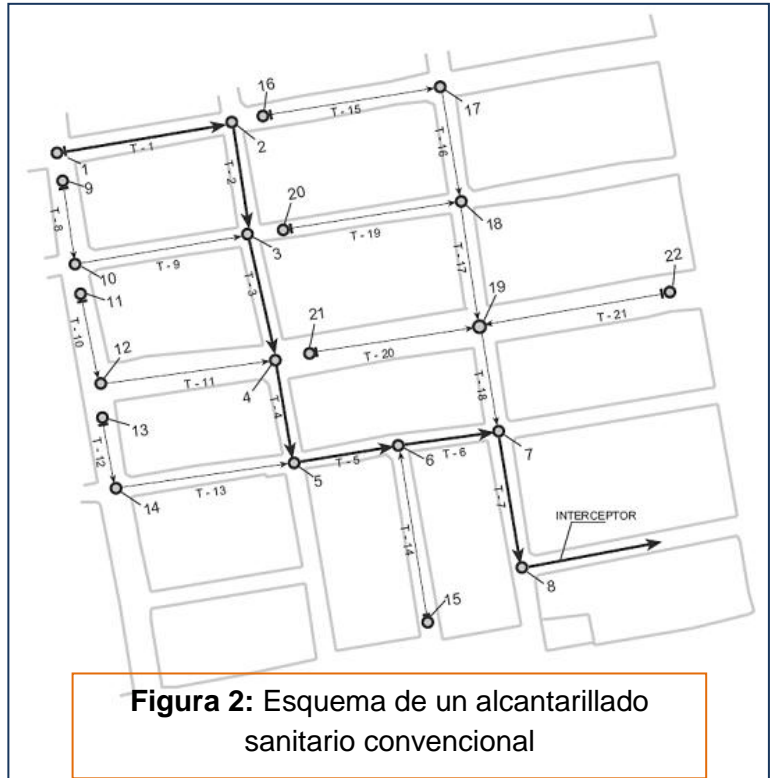 16
17
T - 15
1
T - 1
2
9
T - 2
T - 16
T - 8
20
18
T - 19
3
10
T - 9
11
T - 3
T - 17
22
19
T - 21
21
T - 10
T - 20
12
T - 11
4
13
T - 4
T - 18
T - 12
7
6
T - 6
T - 5
5
14
T - 13
T - 14
T - 7
INTERCEPTOR
8
15
Figura 2: Esquema de un alcantarillado
sanitario convencional